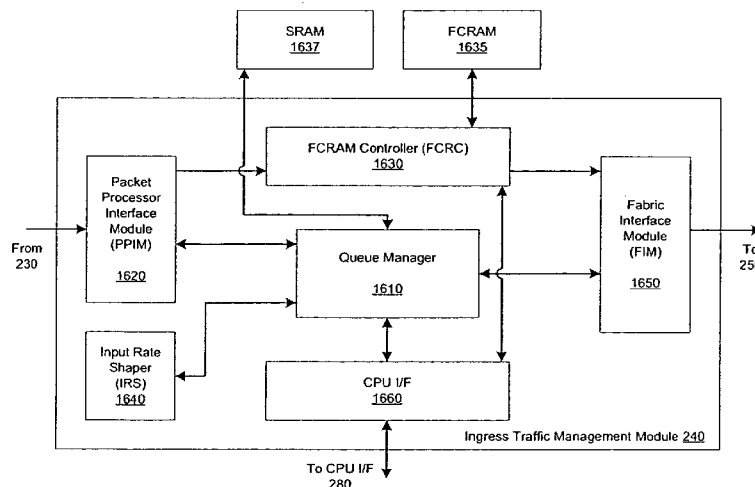 SRAM
1637
FCRAM
1635
FCRAM Controller (FCRC)
1630
Packet
Processor
Interface
Module
(PPIM)
1620
Fabric
Interface
Module
(FIM)
1650
From
230
To
Queue Manager
1610
Input Rate
Shaper
(IRS)
1640
CPU I/F
1660
Ingress Traffic Management Module 240
To CPU I/F
280